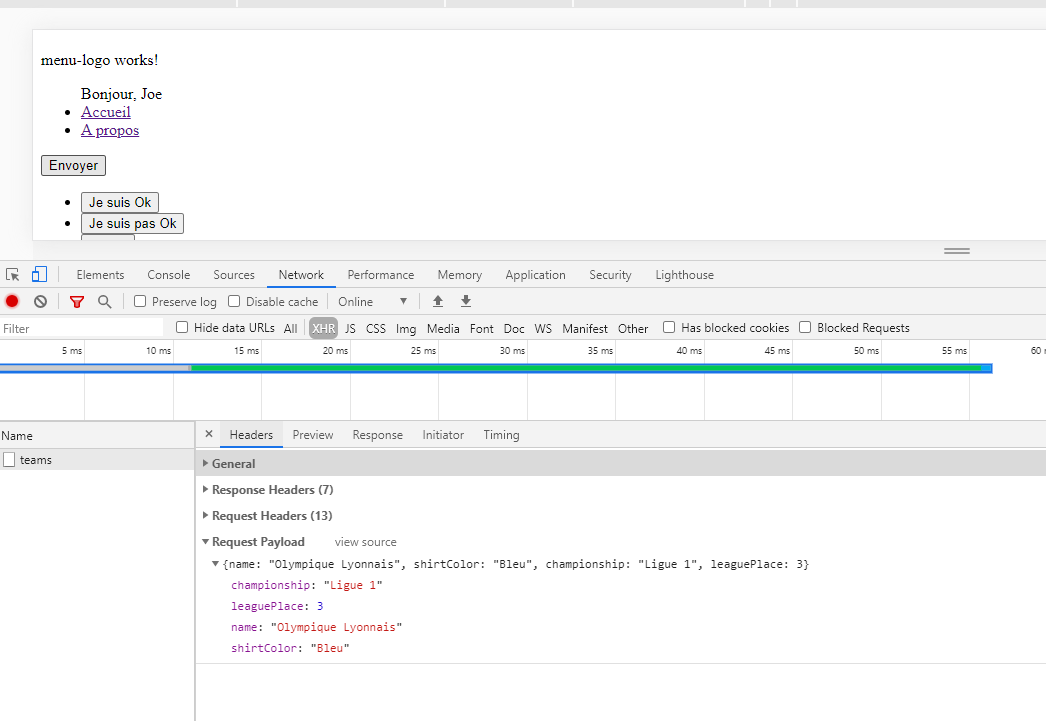 menu-logo works!
Bonjour, Joe
Accueil
A propos
Envoyer
Je suis Ok
Je suis pas Ok
Elements Console Sources Network Performance Memory Application Security Lighthouse
Preserve log Disable cache Online
Filter Hide data URLs All XHR JS CSS Img Media Font Doc WS Manifest Other Has blocked cookies Blocked Requests
5 ms 10 ms 15 ms 20 ms 25 ms 30 ms 35 ms 40 ms 45 ms 50 ms 55 ms 60
Name × Headers Preview Response Initiator Timing
teams
General
Response Headers (7)
Request Headers (13)
Request Payload view source
{name: "Olympique Lyonnais", shirtColor: "Bleu", championship: "Ligue 1", leaguePlace: 3}
championship: "Ligue 1"
leaguePlace: 3
name: "Olympique Lyonnais"
shirtColor: "Bleu"